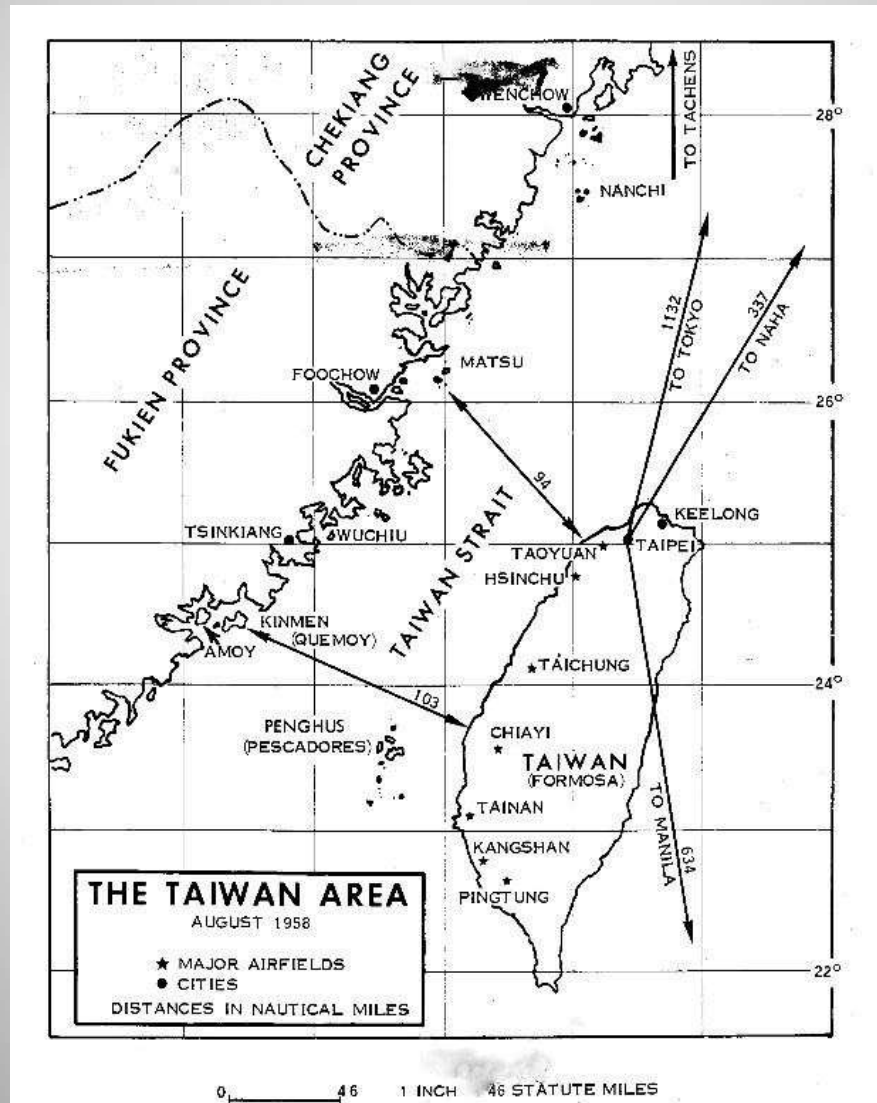 CHEKIANG
PROVINCE
WENCHOW
TO TACHENS
28°
NANCHI
1132
TO TOKYO
337
TO NAHA
FUKIEN PROVINCE
FOOCHOW
MATSU
26°
94
TAIWAN STRAIT
KEELONG
TSINKIANG
WUCHIU
TAOYUAN
TAIPEI
HSINCHU
KINMEN
(QUEMOY)
AMOY
TAICHUNG
24°
103
PENGHUS
(PESCADORES)
CHIAYI
TAIWAN
(FORMOSA)
TAINAN
TO MANILA
634
KANGSHAN
PINGTUNG
THE TAIWAN AREA
AUGUST 1958
★ MAJOR AIRFIELDS
● CITIES
DISTANCES IN NAUTICAL MILES
22°
0 46 1 INCH 46 STATUTE MILES